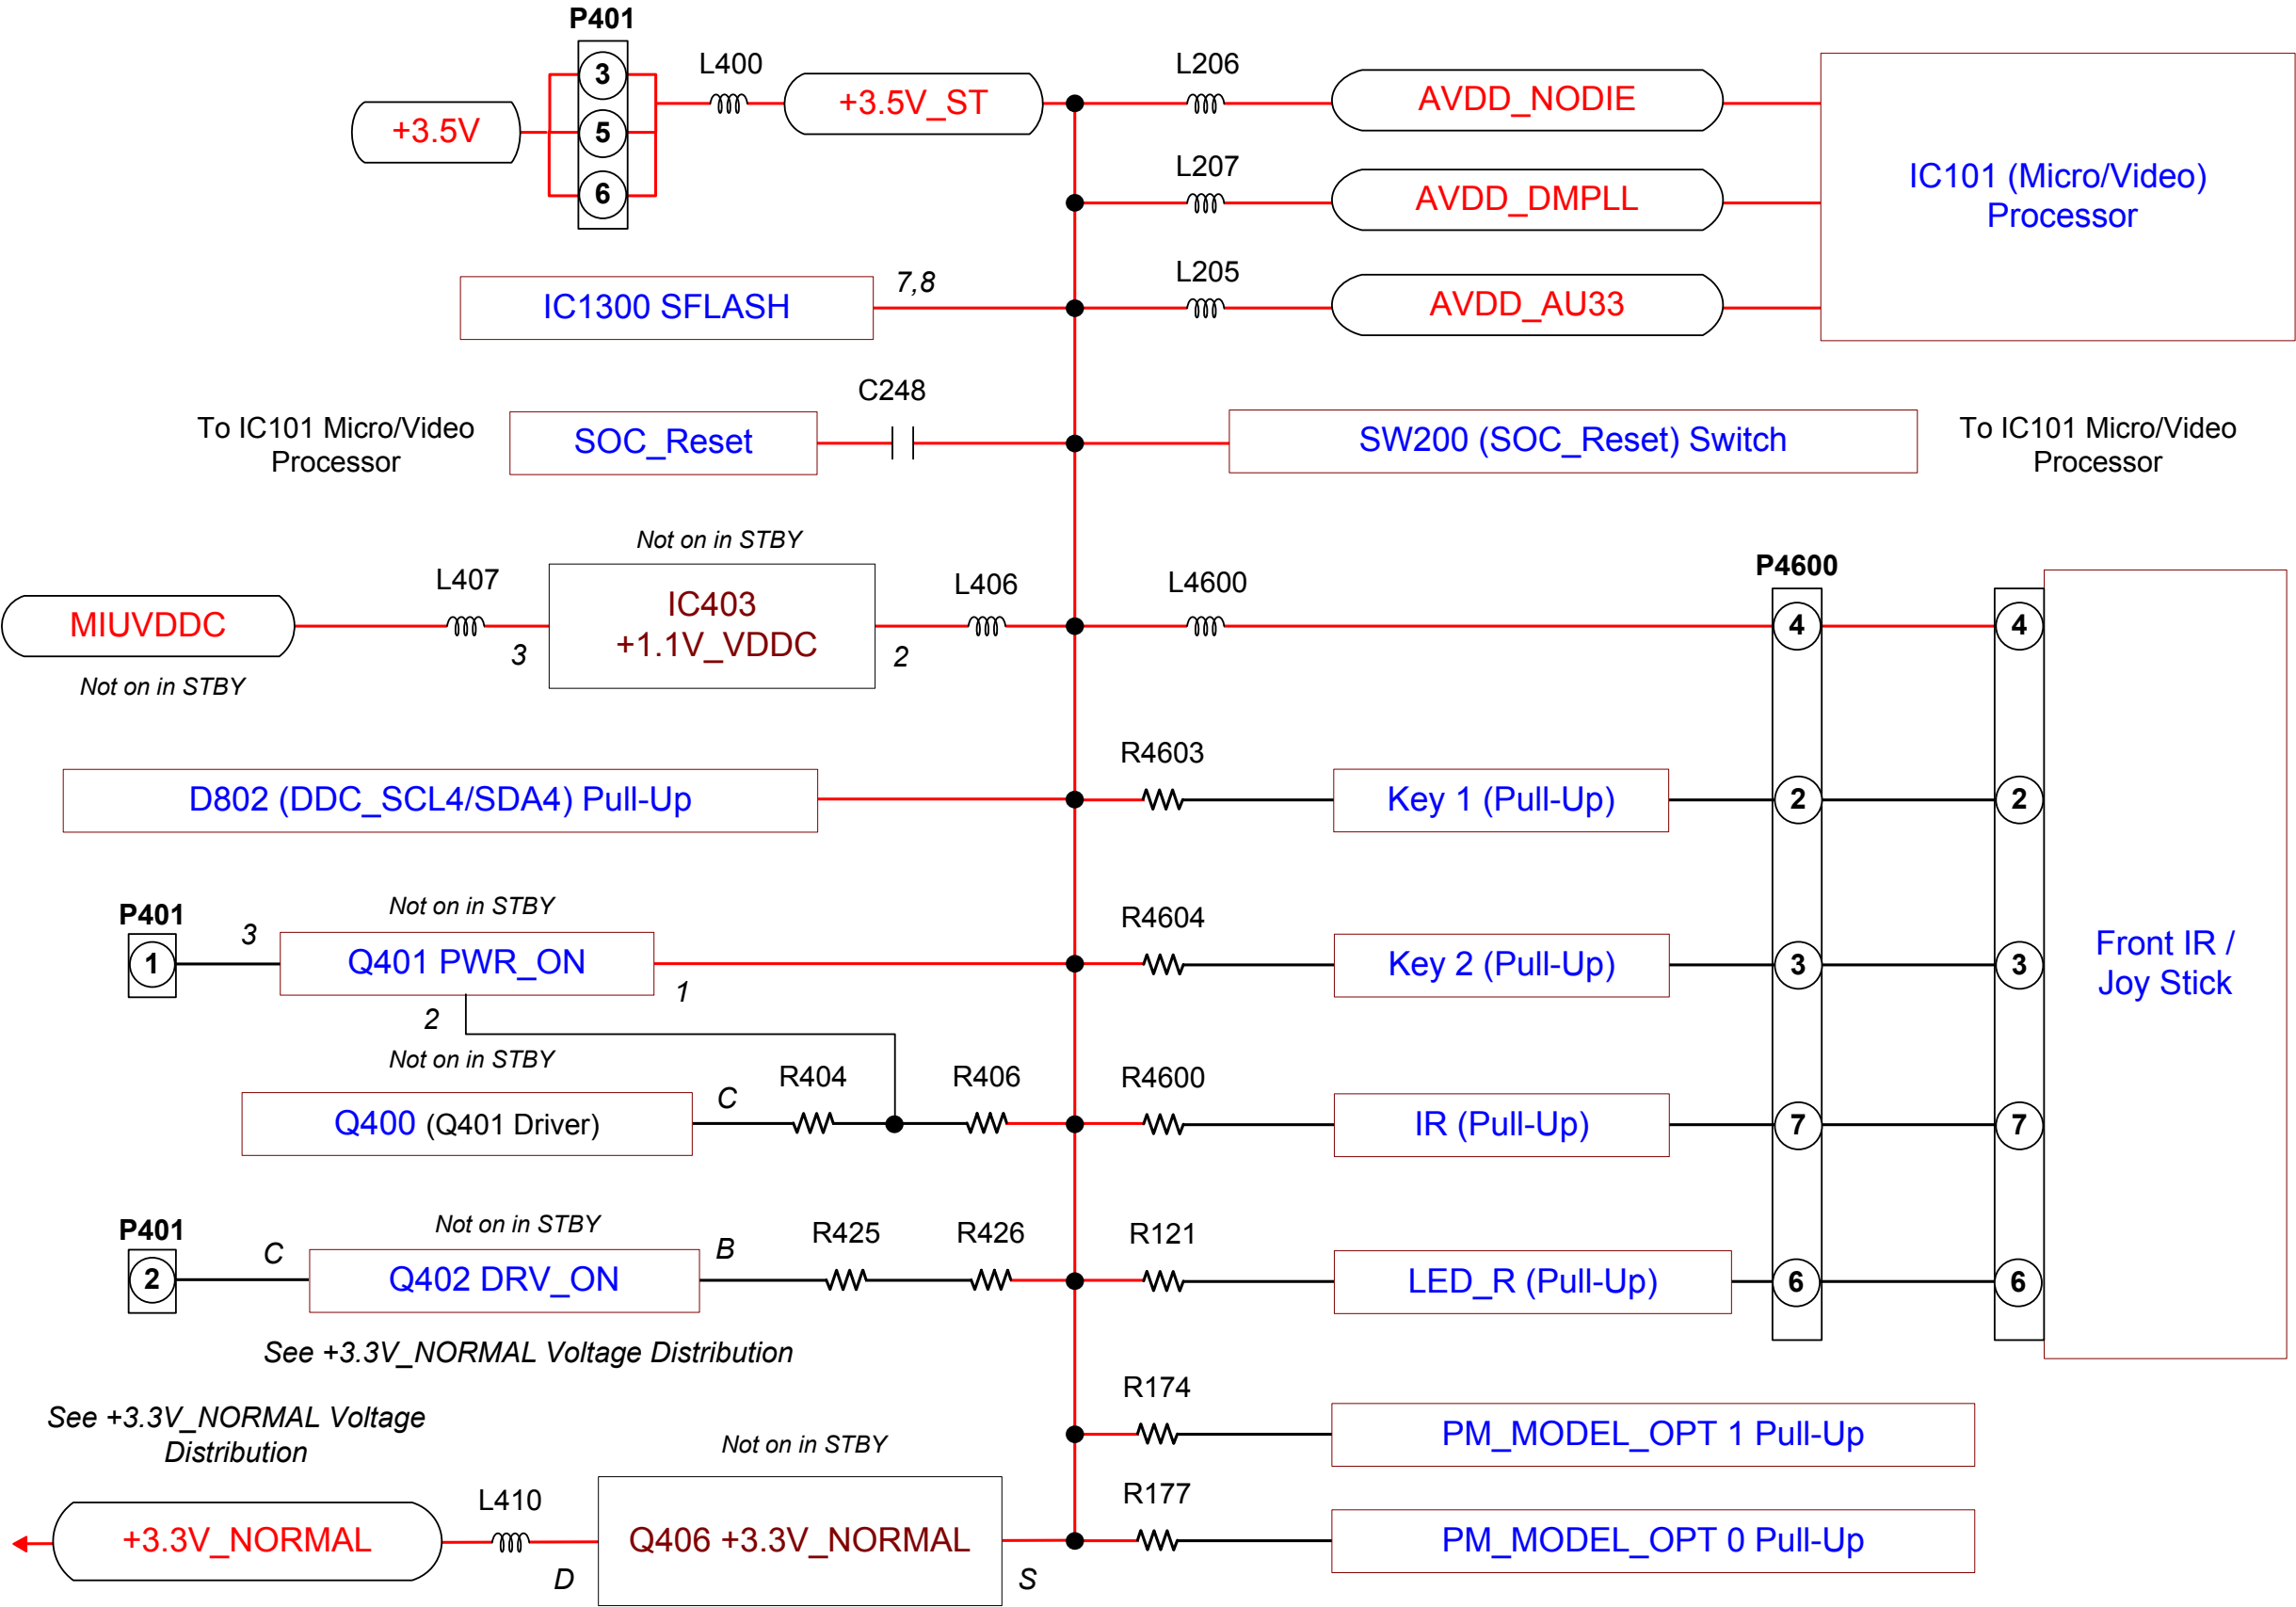 P401
3
L400
L206
+3.5V_ST
AVDD_NODIE
+3.5V
5
L207
IC101 (Micro/Video)
Processor
6
AVDD_DMPLL
7,8
L205
IC1300 SFLASH
AVDD_AU33
C248
To IC101 Micro/Video
Processor
SOC_Reset
SW200 (SOC_Reset) Switch
To IC101 Micro/Video
Processor
Not on in STBY
P4600
L407
L406
L4600
MIUVDDC
IC403
+1.1V_VDDC
4
4
3
2
Not on in STBY
R4603
D802 (DDC_SCL4/SDA4) Pull-Up
Key 1 (Pull-Up)
2
2
Not on in STBY
P401
3
R4604
1
Q401 PWR_ON
Key 2 (Pull-Up)
3
3
Front IR /
Joy Stick
1
2
Not on in STBY
R404
R406
R4600
C
Q400 (Q401 Driver)
IR (Pull-Up)
7
7
P401
Not on in STBY
R425
R426
R121
C
B
2
Q402 DRV_ON
LED_R (Pull-Up)
6
6
See +3.3V_NORMAL Voltage Distribution
R174
See +3.3V_NORMAL Voltage
Distribution
Not on in STBY
PM_MODEL_OPT 1 Pull-Up
L410
R177
+3.3V_NORMAL
Q406 +3.3V_NORMAL
PM_MODEL_OPT 0 Pull-Up
D
S